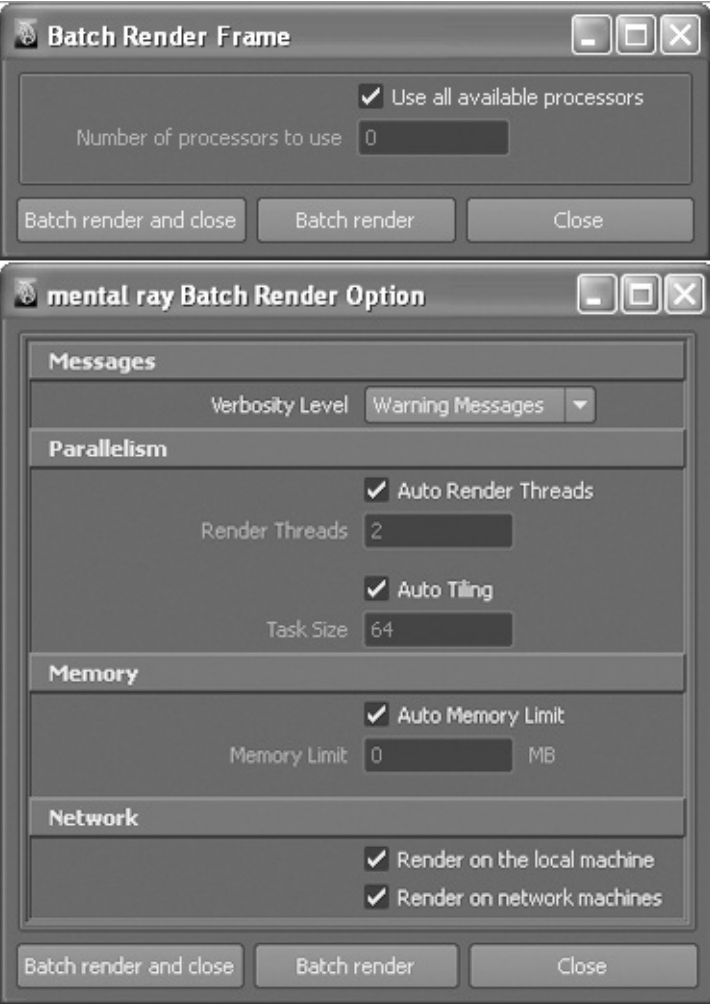 Batch Render Frame
Use all available processors
Number of processors to use 0
Batch render and close Batch render Close
mental ray Batch Render Option
Messages
Verbosity Level Warning Messages
Parallelism
Auto Render Threads
Render Threads 2
Auto Tiling
Task Size 64
Memory
Auto Memory Limit
Memory Limit 0 MB
Network
Render on the local machine
Render on network machines
Batch render and close Batch render Close